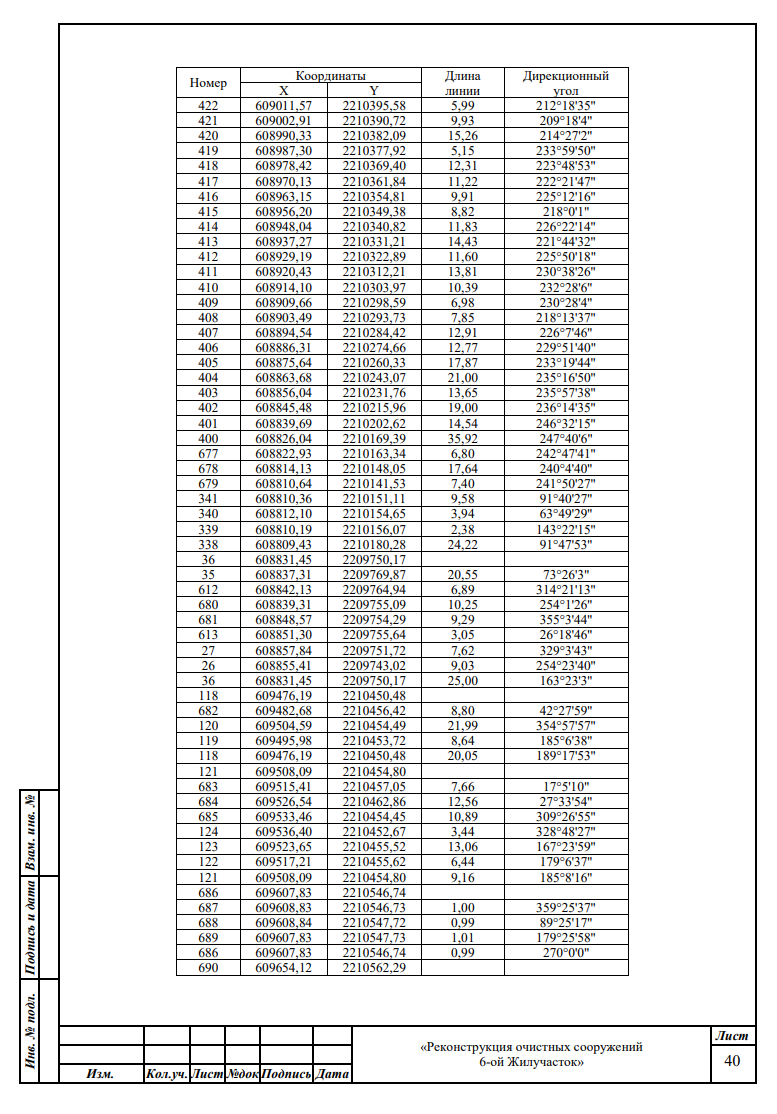 Номер Координаты Длина линии Дирекционный угол
X Y
422 609011,57 2210395,58 5,99 212°18'35"
421 609002,91 2210390,72 9,93 209°18'4"
420 608990,33 2210382,09 15,26 214°27'2"
419 608987,30 2210377,92 5,15 233°59'50"
418 608978,42 2210369,40 12,31 223°48'53"
417 608970,13 2210361,84 11,22 222°21'47"
416 608963,15 2210354,81 9,91 225°12'16"
415 608956,20 2210349,38 8,82 218°0'1"
414 608948,04 2210340,82 11,83 226°22'14"
413 608937,27 2210331,21 14,43 221°44'32"
412 608929,19 2210322,89 11,60 225°50'18"
411 608920,43 2210312,21 13,81 230°38'26"
410 608914,10 2210303,97 10,39 232°28'6"
409 608909,66 2210298,59 6,98 230°28'4"
408 608903,49 2210293,73 7,85 218°13'37"
407 608894,54 2210284,42 12,91 226°7'46"
406 608886,31 2210274,66 12,77 229°51'40"
405 608875,64 2210260,33 17,87 233°19'44"
404 608863,68 2210243,07 21,00 235°16'50"
403 608856,04 2210231,76 13,65 235°57'38"
402 608845,48 2210215,96 19,00 236°14'35"
401 608839,69 2210202,62 14,54 246°32'15"
400 608826,04 2210169,39 35,92 247°40'6"
677 608822,93 2210163,34 6,80 242°47'41"
678 608814,13 2210148,05 17,64 240°4'40"
679 608810,64 2210141,53 7,40 241°50'27"
341 608810,36 2210151,11 9,58 91°40'27"
340 608812,10 2210154,65 3,94 63°49'29"
339 608810,19 2210156,07 2,38 143°22'15"
338 608809,43 2210180,28 24,22 91°47'53"
36 608831,45 2209750,17
35 608837,31 2209769,87 20,55 73°26'3"
612 608842,13 2209764,94 6,89 314°21'13"
680 608839,31 2209755,09 10,25 254°1'26"
681 608848,57 2209754,29 9,29 355°3'44"
613 608851,30 2209755,64 3,05 26°18'46"
27 608857,84 2209751,72 7,62 329°3'43"
26 608855,41 2209743,02 9,03 254°23'40"
36 608831,45 2209750,17 25,00 163°23'3"
118 609476,19 2210450,48
682 609482,68 2210456,42 8,80 42°27'59"
120 609504,59 2210454,49 21,99 354°57'57"
119 609495,98 2210453,72 8,64 185°6'38"
118 609476,19 2210450,48 20,05 189°17'53"
121 609508,09 2210454,80
683 609515,41 2210457,05 7,66 17°5'10"
684 609526,54 2210462,86 12,56 27°33'54"
685 609533,46 2210454,45 10,89 309°26'55"
124 609536,40 2210452,67 3,44 328°48'27"
123 609523,65 2210455,52 13,06 167°23'59"
122 609517,21 2210455,62 6,44 179°6'37"
121 609508,09 2210454,80 9,16 185°8'16"
686 609607,83 2210546,74
687 609608,83 2210546,73 1,00 359°25'37"
688 609608,84 2210547,72 0,99 89°25'17"
689 609607,83 2210547,73 1,01 179°25'58"
686 609607,83 2210546,74 0,99 270°0'0"
690 609654,12 2210562,29
Взам. инв. №
Подпись и дата
Инв. № подл.
Изм. Кол.уч. Лист №док Подпись Дата
«Реконструкция очистных сооружений
6-ой Жилучасток»
Лист
40